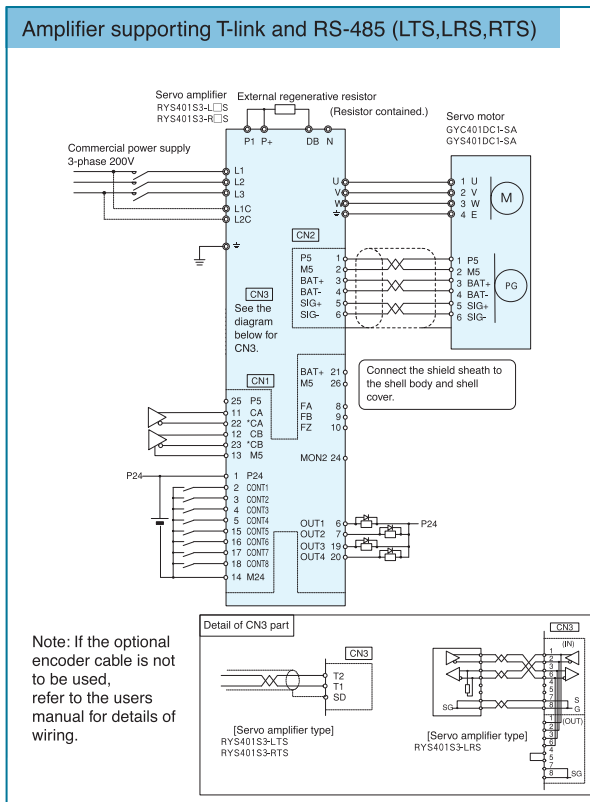 Amplifier supporting T-link and RS-485 (LTS,LRS,RTS)
Servo amplifier
RYS401S3-L□S
RYS401S3-R□S
External regenerative resistor
(Resistor contained.)
Servo motor
GYC401DC1-SA
GYS401DC1-SA
P1 P+ DB N
Commercial power supply
3-phase 200V
L1
L2
L3
L1C
L2C
U
V
W
1 U
2 V
3 W
4 E
M
CN2
P5 1
M5 2
BAT+ 3
BAT- 4
SIG+ 5
SIG- 6
1 P5
2 M5
3 BAT+
4 BAT-
5 SIG+
6 SIG-
PG
CN3
See the
diagram
below for
CN3.
Connect the shield sheath to
the shell body and shell
cover.
CN1
BAT+ 21
M5 26
FA 8
FB 9
FZ 10
MON2 24
25 P5
11 CA
22 *CA
12 CB
23 *CB
13 M5
P24
1 P24
2 CONT1
3 CONT2
4 CONT3
5 CONT4
15 CONT5
16 CONT6
17 CONT7
18 CONT8
14 M24
OUT1 6
OUT2 7
OUT3 19
OUT4 20
P24
Note: If the optional
encoder cable is not
to be used,
refer to the users
manual for details of
wiring.
Detail of CN3 part
CN3
T2
T1
SD
[Servo amplifier type]
RYS401S3-LTS
RYS401S3-RTS
CN3
(IN)
1
2
3
6
4
5
7
8
S
G
SG
(OUT)
1
2
3
6
4
5
7
8
SG
[Servo amplifier type]
RYS401S3-LRS